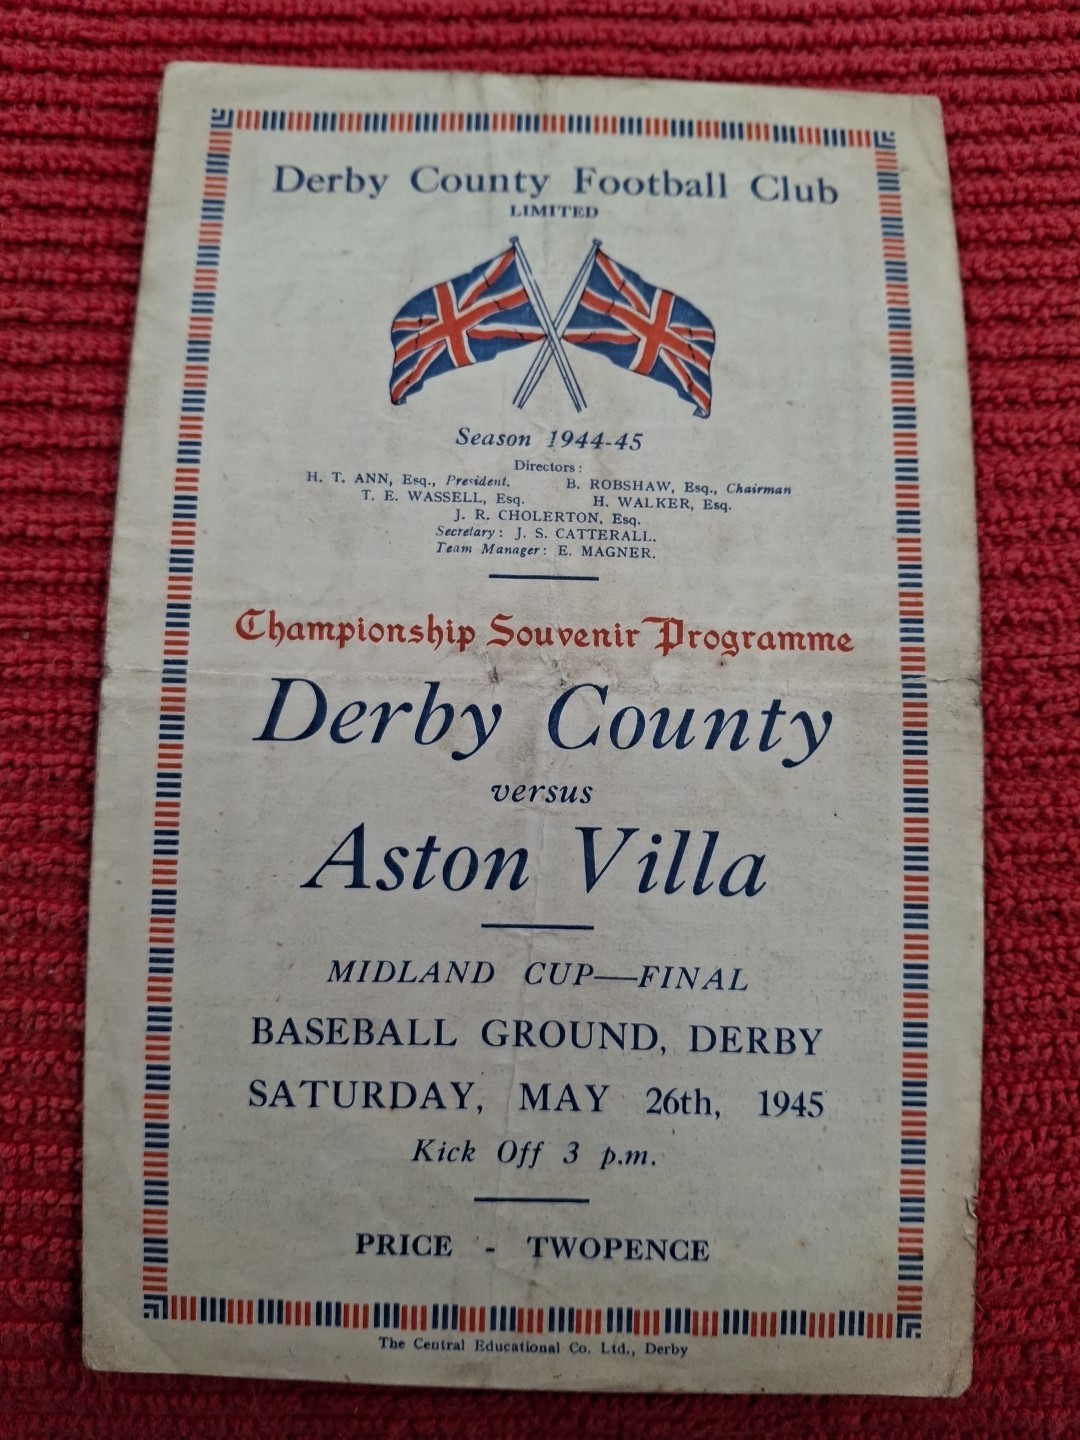 Derby County Football Club
LIMITED
Season 1944-45
Directors:
H. T. ANN, Esq., President. B. ROBSHAW, Esq., Chairman
T. E. WASSELL, Esq. H. WALKER, Esq.
J. R. CHOLERTON, Esq.
Secretary: J. S. CATTERALL.
Team Manager: E. MAGNER.
Championship Souvenir Programme
Derby County
versus
Aston Villa
MIDLAND CUP—FINAL
BASEBALL GROUND, DERBY
SATURDAY, MAY 26th, 1945
Kick Off 3 p.m.
PRICE - TWOPENCE
The Central Educational Co. Ltd., Derby